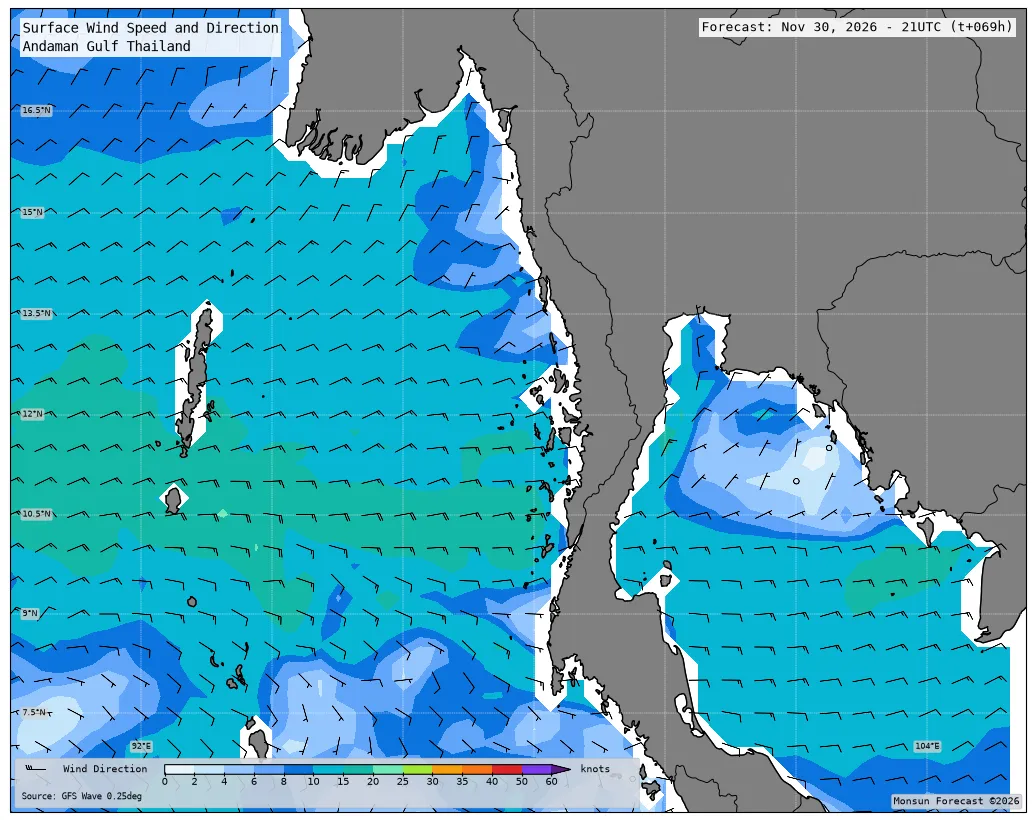 Surface Wind Speed and Direction
Andaman Gulf Thailand
Forecast: Nov 30, 2026 - 21UTC (t+069h)
16.5°N
15°N
13.5°N
12°N
10.5°N
9°N
7.5°N
92°E
104°E
Wind Direction
0 2 4 6 8 10 15 20 25 30 40 50 60
knots
Source: GFS Wave 0.25deg
Monsun Forecast ©2026